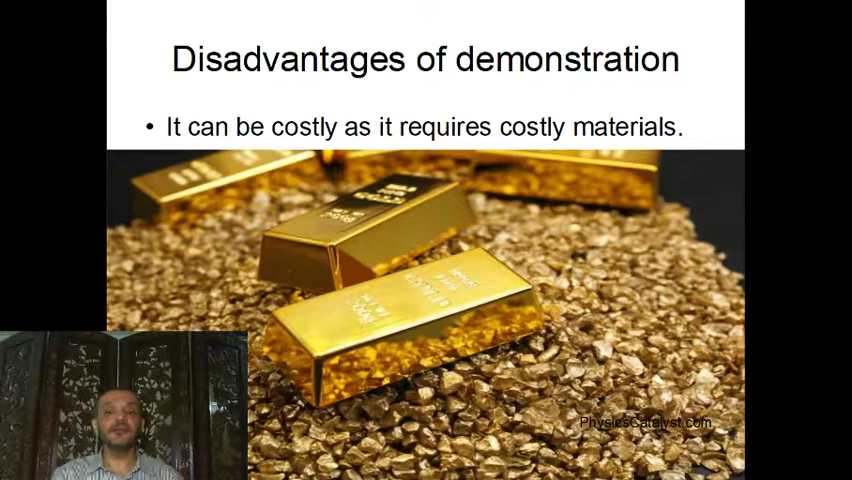 Disadvantages of demonstration
• It can be costly as it requires costly materials.
PhysicsCatalyst.com